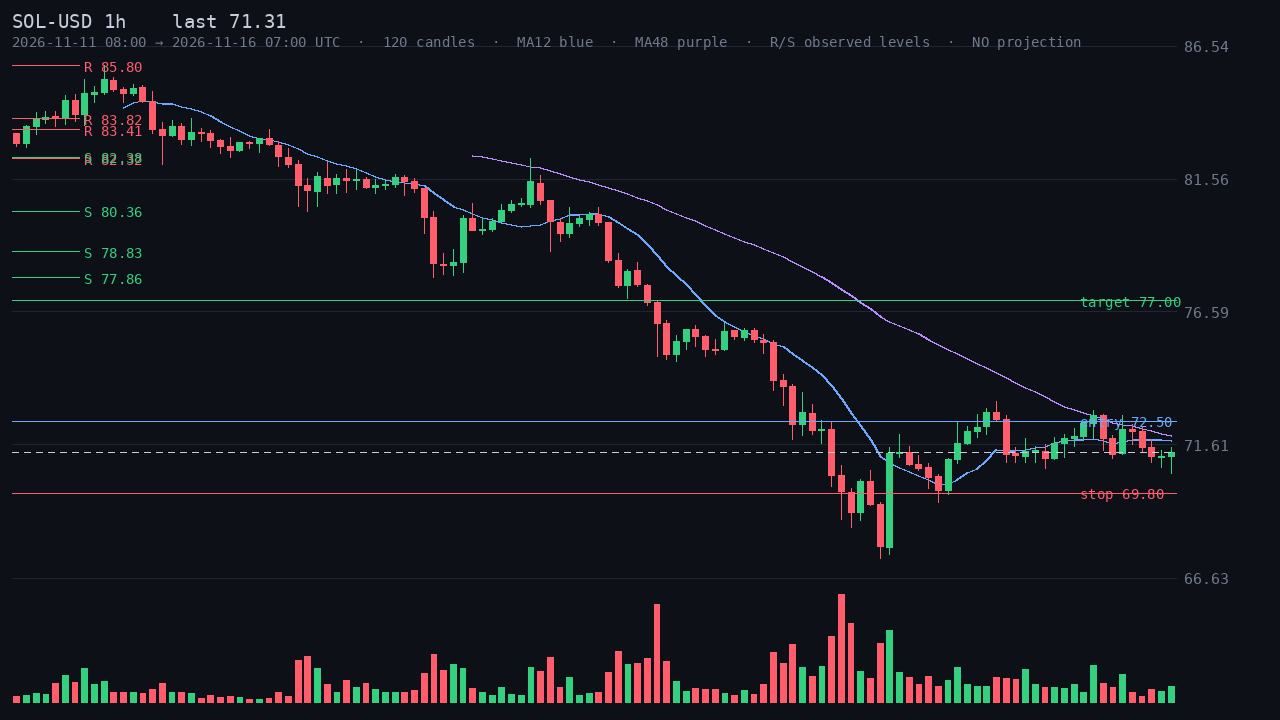 SOL-USD 1h    last 71.31
2026-11-11 08:00 → 2026-11-16 07:00 UTC  ·  120 candles  ·  MA12 blue  ·  MA48 purple  ·  R/S observed levels  ·  NO projection
86.54
R 85.80
R 83.82
R 83.41
R 82.32
81.56
S 80.36
S 78.83
S 77.86
target 77.00
76.59
entry 72.50
71.61
stop 69.80
66.63